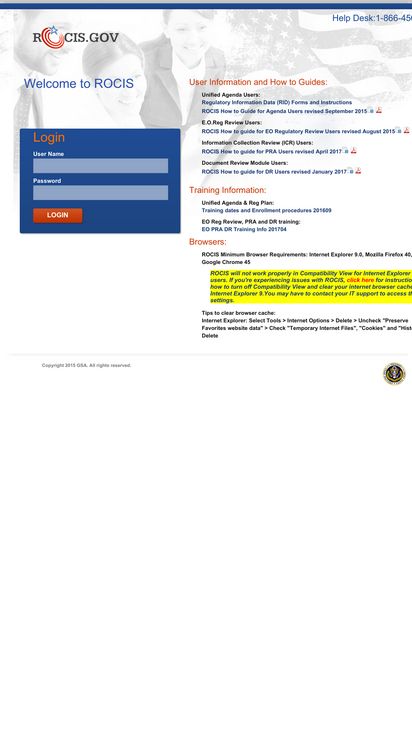 Help Desk:1-866-450
ROCIS.GOV
Welcome to ROCIS
Login
User Name
Password
LOGIN
User Information and How to Guides:
Unified Agenda Users:
Regulatory Information Data (RID) Forms and Instructions
ROCIS How to Guide for Agenda Users revised September 2015
E.O.Reg Review Users:
ROCIS How to guide for EO Regulatory Review Users revised August 2015
Information Collection Review (ICR) Users:
ROCIS How to guide for PRA Users revised April 2017
Document Review Module Users:
ROCIS How to guide for DR Users revised January 2017
Training Information:
Unified Agenda & Reg Plan:
Training dates and Enrollment procedures 201609
EO Reg Review, PRA and DR training:
EO PRA DR Training Info 201704
Browsers:
ROCIS Minimum Browser Requirements: Internet Explorer 9.0, Mozilla Firefox 40,
Google Chrome 45
ROCIS will not work properly in Compatibility View for Internet Explorer
users. If you're experiencing issues with ROCIS, click here for instructio
how to turn off Compatibility View and clear your internet browser cache
Internet Explorer 9.You may have to contact your IT support to access th
settings.
Tips to clear browser cache:
Internet Explorer: Select Tools > Internet Options > Delete > Uncheck "Preserve
Favorites website data" > Check "Temporary Internet Files", "Cookies" and "Hist
Delete
Copyright 2015 GSA. All rights reserved.